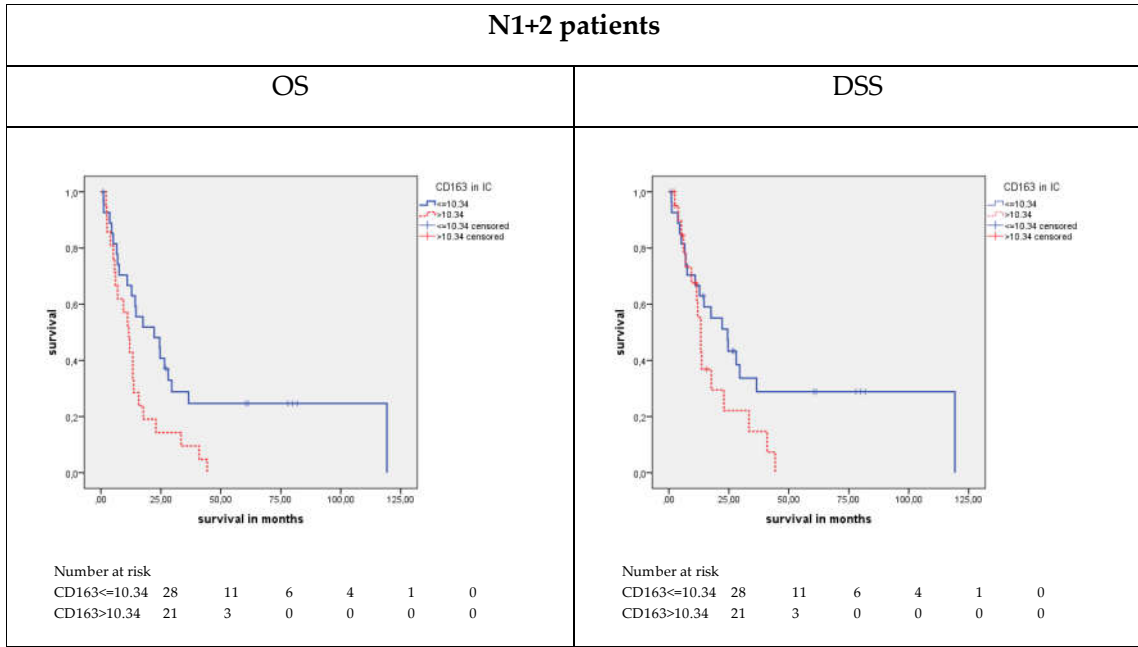 N1+2 patients
OS
DSS
CD163 in IC
<=10.34
>10.34
<=10.34 censored
>10.34 censored
1,0
0,8
0,6
0,4
0,2
0,0
survival
,00 25,00 50,00 75,00 100,00 125,00
survival in months
Number at risk
CD163<=10.34 28 11 6 4 1 0
CD163>10.34 21 3 0 0 0 0
CD163 in IC
<=10.34
>10.34
<=10.34 censored
>10.34 censored
1,0
0,8
0,6
0,4
0,2
0,0
survival
,00 25,00 50,00 75,00 100,00 125,00
survival in months
Number at risk
CD163<=10.34 28 11 6 4 1 0
CD163>10.34 21 3 0 0 0 0